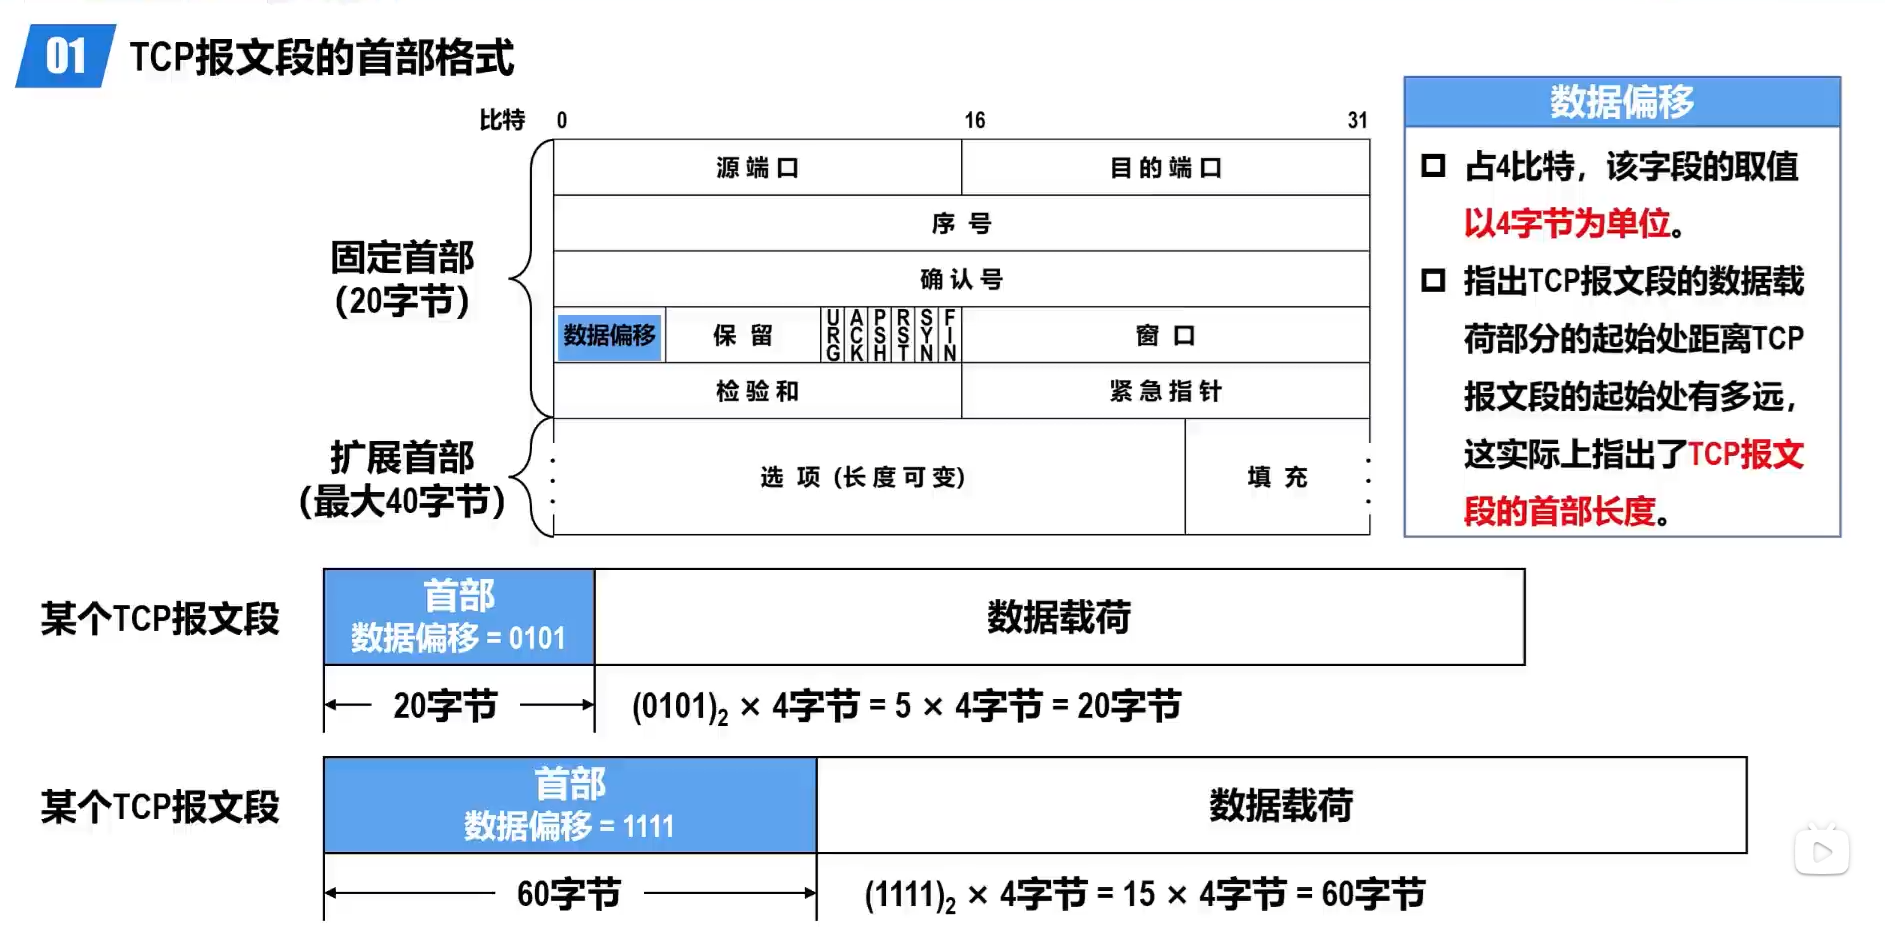 01 TCP报文段的首部格式
比特 0 16 31
源端口 目的端口
序号
确认号
数据偏移 保留 URG ACK PSH RST SYN FIN 窗口
检验和 紧急指针
选项 (长度可变) 填充
固定首部
(20字节)
扩展首部
(最大40字节)
数据偏移
占4比特，该字段的取值
以4字节为单位。
指出TCP报文段的数据载
荷部分的起始处距离TCP
报文段的起始处有多远，
这实际上指出了TCP报文
段的首部长度。
某个TCP报文段
首部
数据偏移 = 0101
数据载荷
20字节
(0101)₂ × 4字节 = 5 × 4字节 = 20字节
某个TCP报文段
首部
数据偏移 = 1111
数据载荷
60字节
(1111)₂ × 4字节 = 15 × 4字节 = 60字节